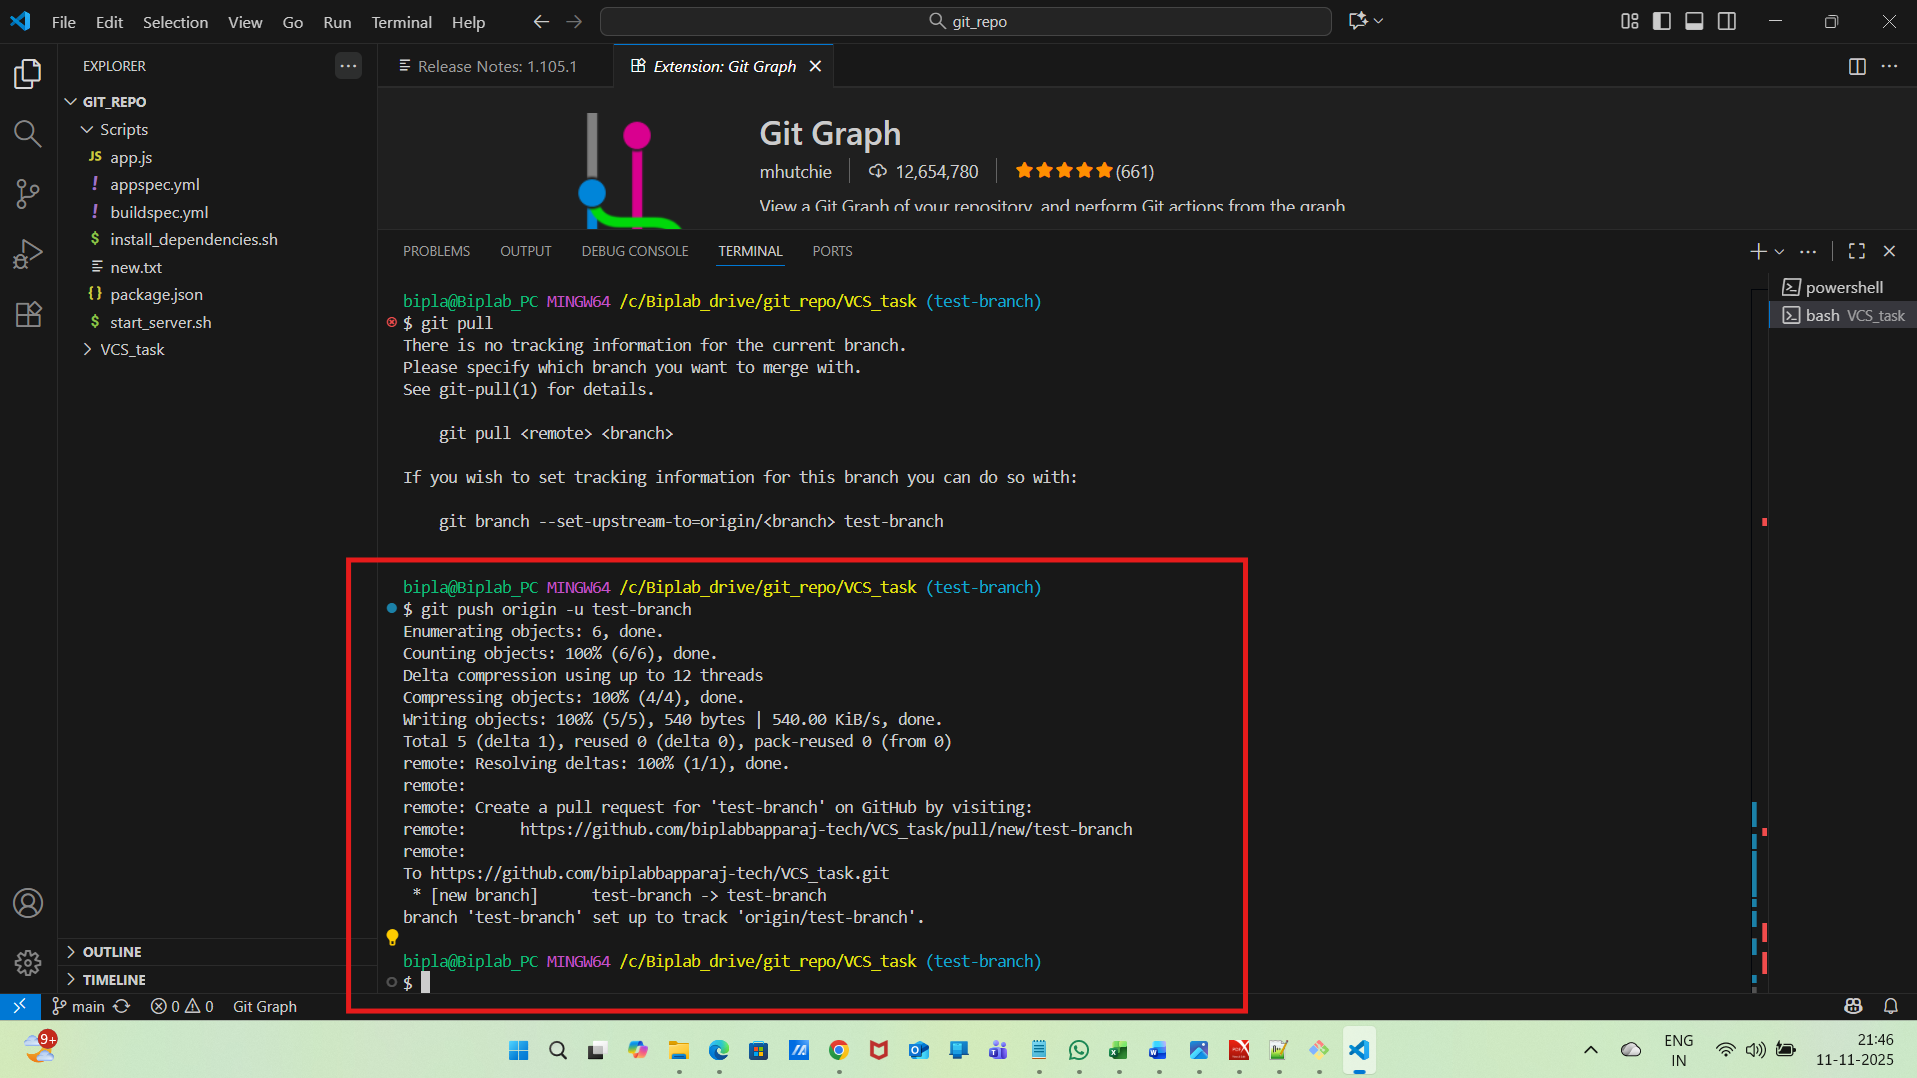 File Edit Selection View Go Run Terminal Help
git_repo
EXPLORER
GIT_REPO
Scripts
JS app.js
! appspec.yml
! buildspec.yml
$ install_dependencies.sh
new.txt
{} package.json
$ start_server.sh
VCS_task
OUTLINE
TIMELINE
Release Notes: 1.105.1
Extension: Git Graph
Git Graph
mhutchie 12,654,780 (661)
View a Git Graph of your repository, and perform Git actions from the graph
PROBLEMS OUTPUT DEBUG CONSOLE TERMINAL PORTS
powershell
bash VCS_task
bipla@Biplab_PC MINGW64 /c/Biplab_drive/git_repo/VCS_task (test-branch)
$ git pull
There is no tracking information for the current branch.
Please specify which branch you want to merge with.
See git-pull(1) for details.
git pull <remote> <branch>
If you wish to set tracking information for this branch you can do so with:
git branch --set-upstream-to=origin/<branch> test-branch
bipla@Biplab_PC MINGW64 /c/Biplab_drive/git_repo/VCS_task (test-branch)
$ git push origin -u test-branch
Enumerating objects: 6, done.
Counting objects: 100% (6/6), done.
Delta compression using up to 12 threads
Compressing objects: 100% (4/4), done.
Writing objects: 100% (5/5), 540 bytes | 540.00 KiB/s, done.
Total 5 (delta 1), reused 0 (delta 0), pack-reused 0 (from 0)
remote: Resolving deltas: 100% (1/1), done.
remote:
remote: Create a pull request for 'test-branch' on GitHub by visiting:
remote: https://github.com/biplabbapparaj-tech/VCS_task/pull/new/test-branch
remote:
To https://github.com/biplabbapparaj-tech/VCS_task.git
* [new branch] test-branch -> test-branch
branch 'test-branch' set up to track 'origin/test-branch'.
bipla@Biplab_PC MINGW64 /c/Biplab_drive/git_repo/VCS_task (test-branch)
$
main 0 0 Git Graph
9+
ENG
IN
21:46
11-11-2025